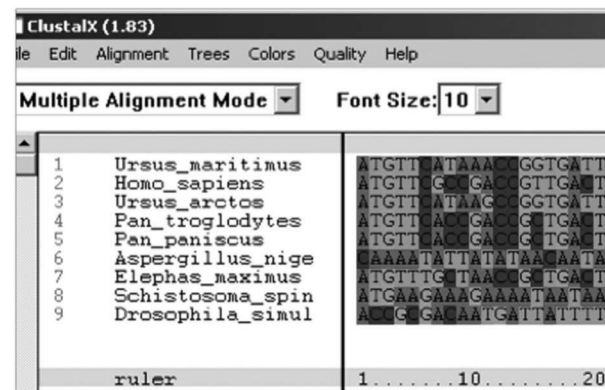 ClustalX (1.83)
ile Edit Alignment Trees Colors Quality Help
Multiple Alignment Mode Font Size: 10
1 Ursus_maritimus ATGTTCATAAACCGGTGATT
2 Homo_sapiens ATGTTCGCCGACCGTTGACT
3 Ursus_arctos ATGTTCATAAGCCGGTGATT
4 Pan_troglodytes ATGTTCACCGACCGCTGACT
5 Pan_paniscus ATGTTCACCGACCGCTGACT
6 Aspergillus_nige CAAAATATTATATAACAATA
7 Elephas_maximus ATGTTTGCTAACCGCTGACT
8 Schistosoma_spin ATGAAGAAAGAAAATAATAA
9 Drosophila_simul ACCGCGACAATGATTATTTT
ruler 1.......10........20